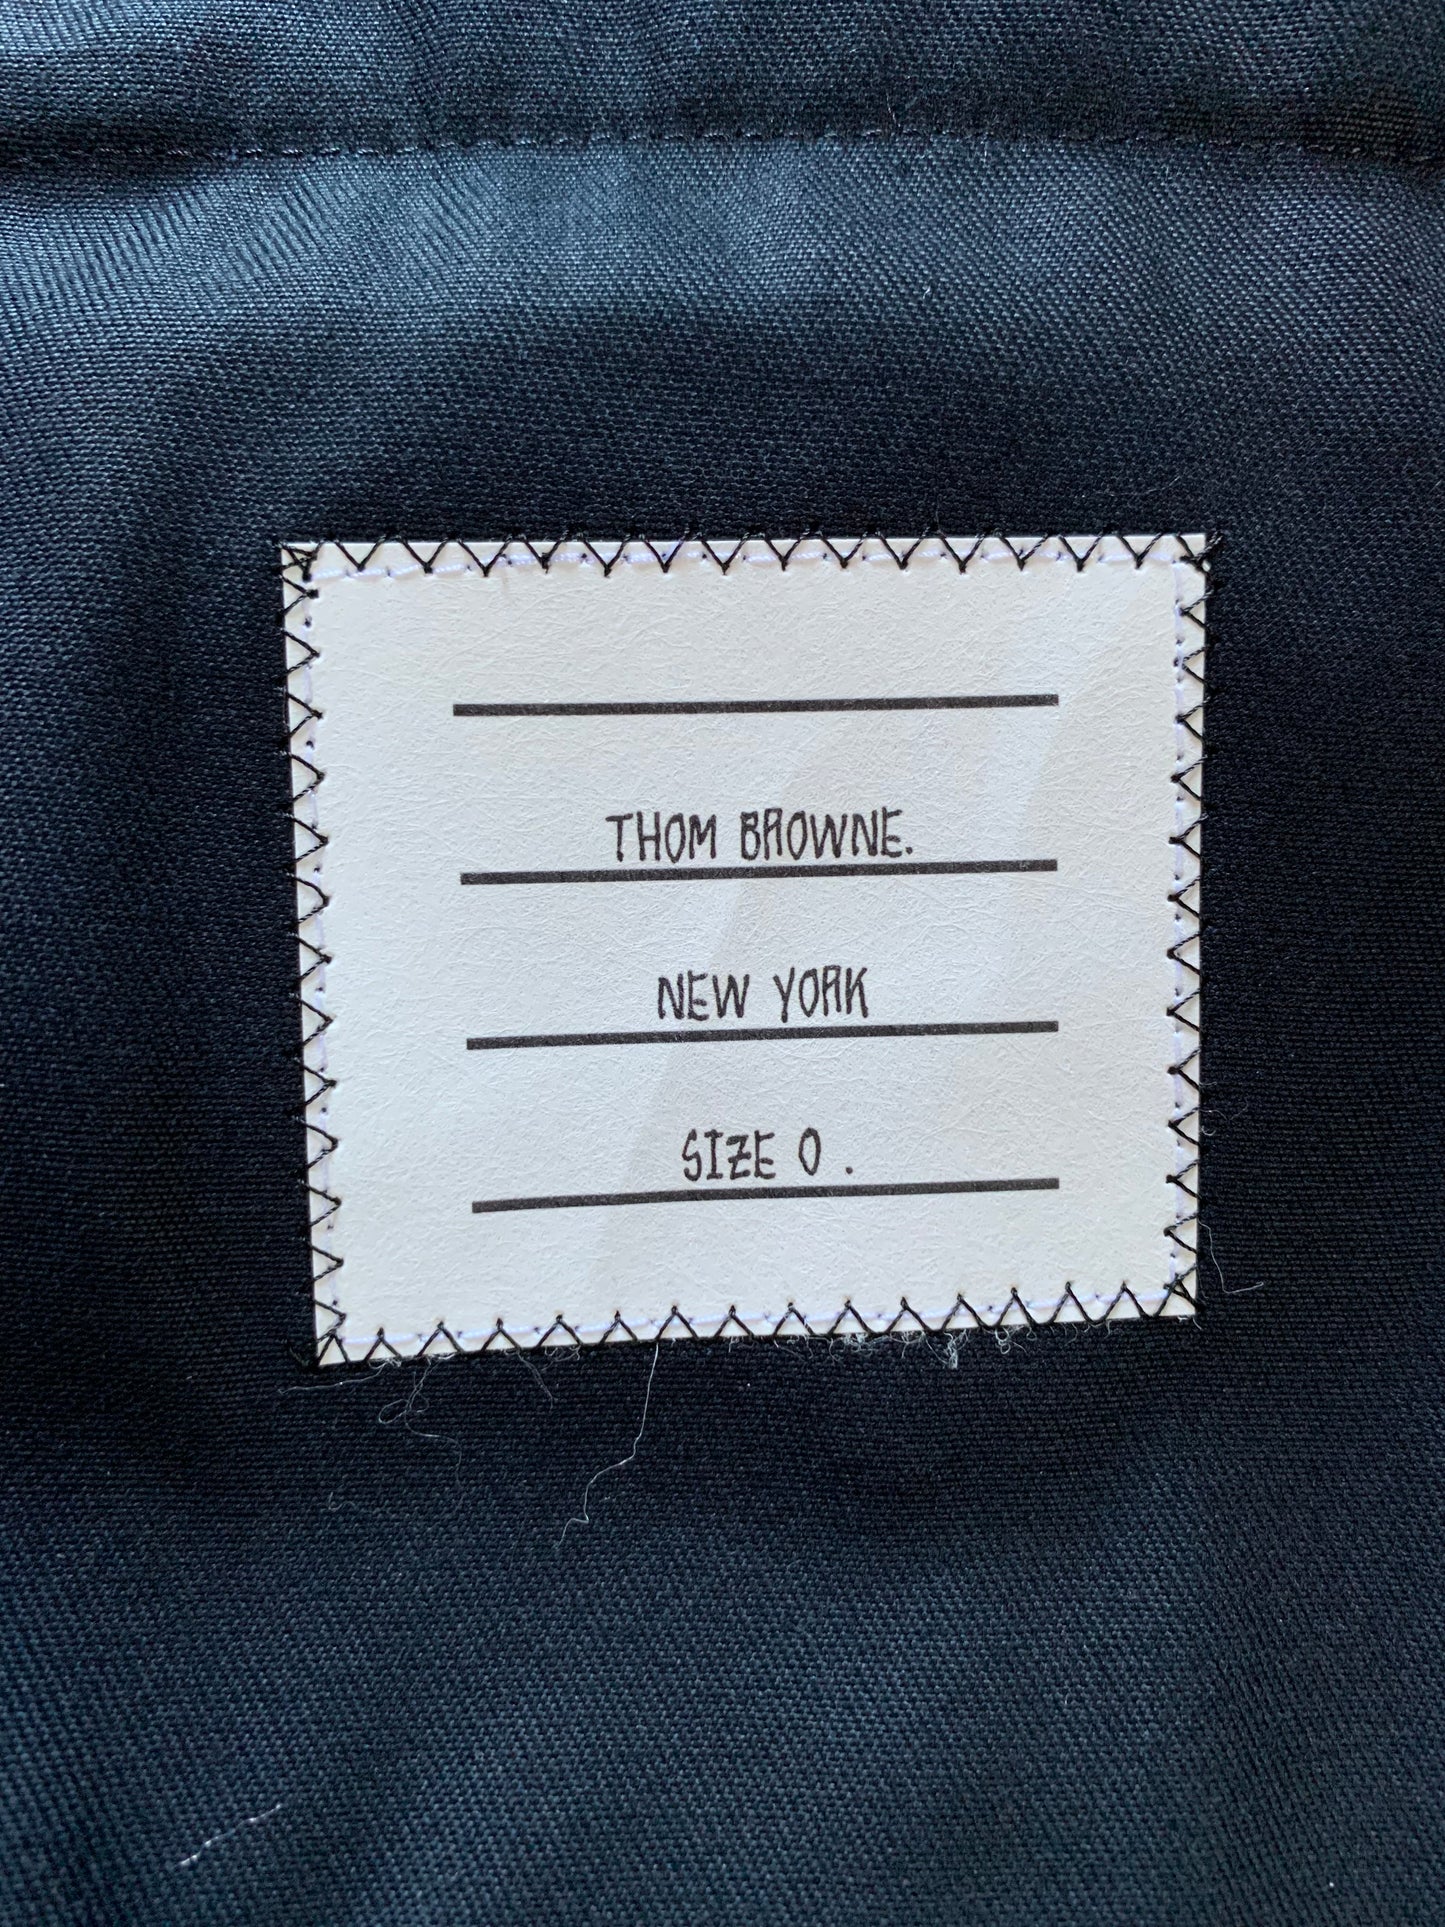 THOM BROWNE.
NEW YORK
SIZE 0 .